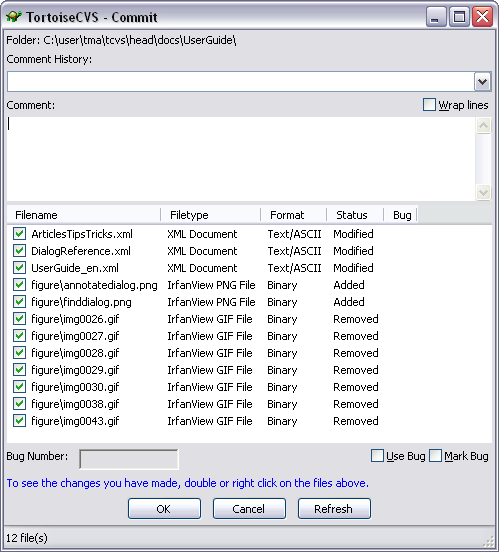 TortoiseCVS - Commit
Folder: C:\user\tma\tcvs\head\docs\UserGuide\
Comment History:
Comment: Wrap lines
Filename Filetype Format Status Bug
ArticlesTipsTricks.xml XML Document Text/ASCII Modified
DialogReference.xml XML Document Text/ASCII Modified
UserGuide_en.xml XML Document Text/ASCII Modified
figure\annotatedialog.png IrfanView PNG File Binary Added
figure\finddialog.png IrfanView PNG File Binary Added
figure\img0026.gif IrfanView GIF File Binary Removed
figure\img0027.gif IrfanView GIF File Binary Removed
figure\img0028.gif IrfanView GIF File Binary Removed
figure\img0029.gif IrfanView GIF File Binary Removed
figure\img0030.gif IrfanView GIF File Binary Removed
figure\img0038.gif IrfanView GIF File Binary Removed
figure\img0043.gif IrfanView GIF File Binary Removed
Bug Number: Use Bug Mark Bug
To see the changes you have made, double or right click on the files above.
OK Cancel Refresh
12 file(s)